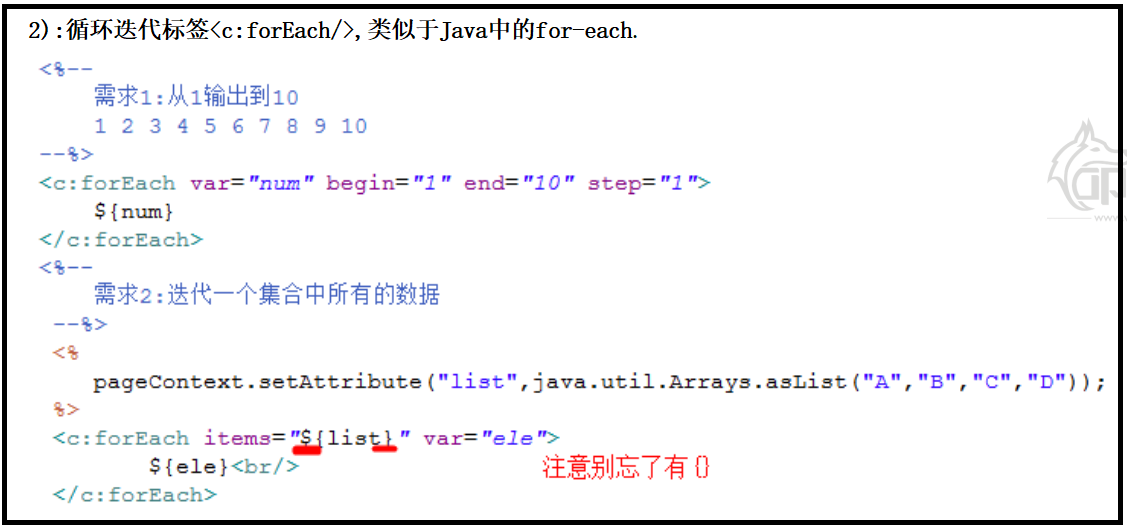 2):循环迭代标签<c:forEach/>,类似于Java中的for-each.
<%--
需求1:从1输出到10
1 2 3 4 5 6 7 8 9 10
--%>
<c:forEach var="num" begin="1" end="10" step="1">
${num}
</c:forEach>
<%--
需求2:迭代一个集合中所有的数据
--%>
<%
pageContext.setAttribute("list",java.util.Arrays.asList("A","B","C","D"));
%>
<c:forEach items="${list}" var="ele">
${ele}<br/>
注意别忘了有{}
</c:forEach>